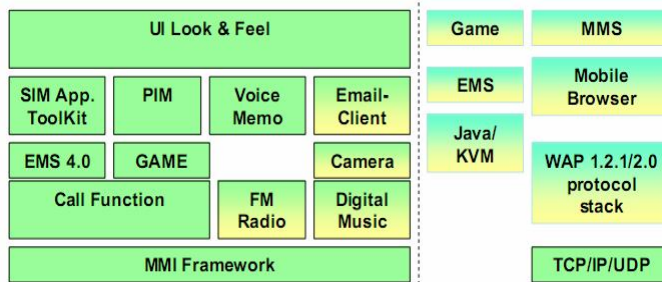 UI Look & Feel
SIM App.
ToolKit
PIM
Voice
Memo
Email-
Client
EMS 4.0
GAME
Camera
Call Function
FM
Radio
Digital
Music
MMI Framework
Game
MMS
EMS
Mobile
Browser
Java/
KVM
WAP 1.2.1/2.0
protocol
stack
TCP/IP/UDP